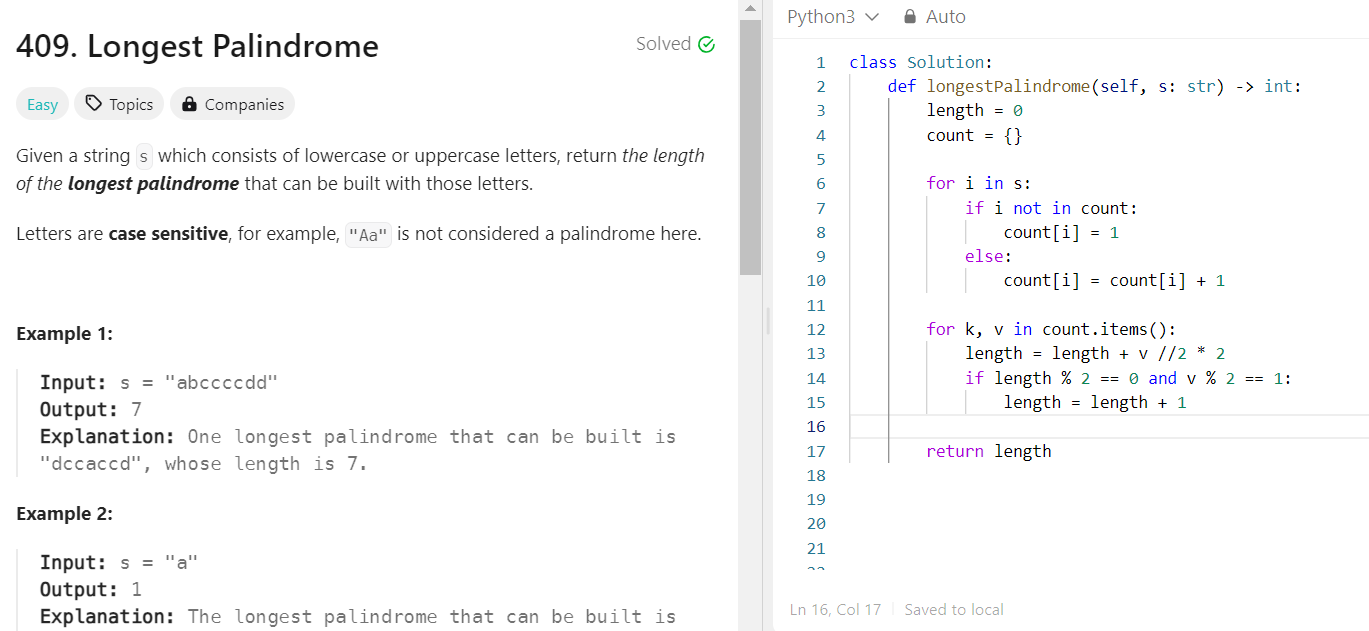 409. Longest Palindrome
Solved
Easy Topics Companies
Given a string s which consists of lowercase or uppercase letters, return the length
of the longest palindrome that can be built with those letters.
Letters are case sensitive, for example, "Aa" is not considered a palindrome here.
Example 1:
Input: s = "abccccdd"
Output: 7
Explanation: One longest palindrome that can be built is
"dccaccd", whose length is 7.
Example 2:
Input: s = "a"
Output: 1
Explanation: The longest palindrome that can be built is
Python3 Auto
1 class Solution:
2 def longestPalindrome(self, s: str) -> int:
3 length = 0
4 count = {}
5
6 for i in s:
7 if i not in count:
8 count[i] = 1
9 else:
10 count[i] = count[i] + 1
11
12 for k, v in count.items():
13 length = length + v //2 * 2
14 if length % 2 == 0 and v % 2 == 1:
15 length = length + 1
16
17 return length
18
19
20
21
Ln 16, Col 17 Saved to local